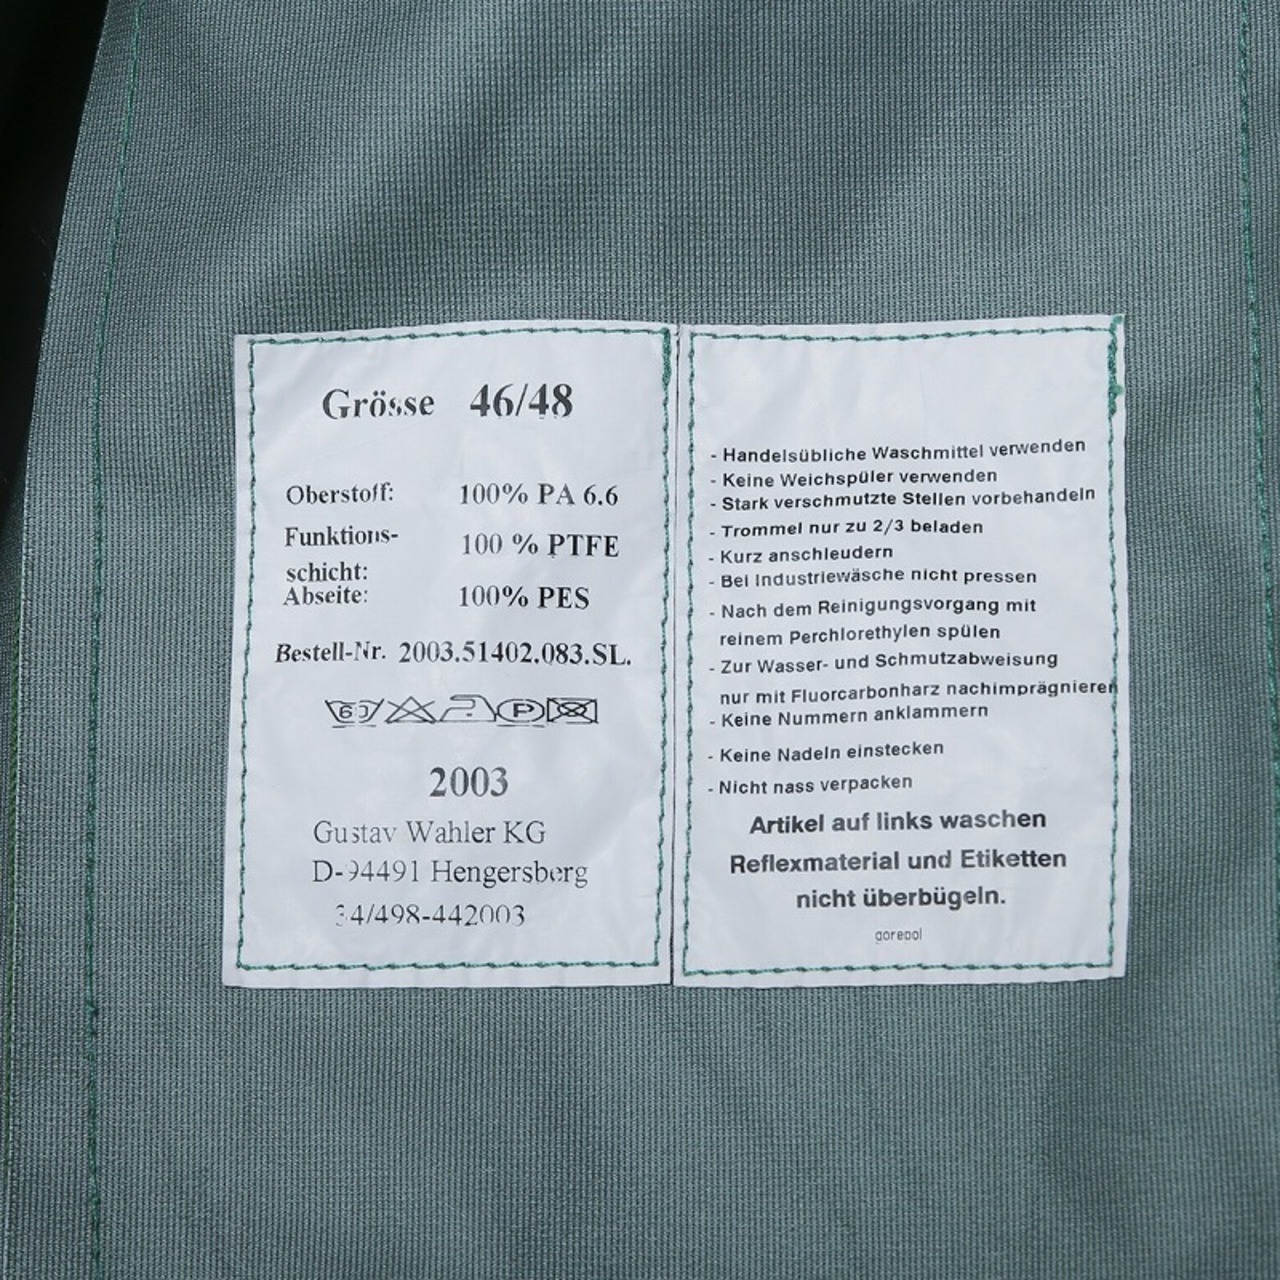 Grösse 46/48
Oberstoff: 100% PA 6.6
Funktions-
schicht: 100 % PTFE
Abseite: 100% PES
Bestell-Nr. 2003.51402.083.SL.
60 P
2003
Gustav Wahler KG
D-94491 Hengersberg
34/498-442003
- Handelsübliche Waschmittel verwenden
- Keine Weichspüler verwenden
- Stark verschmutzte Stellen vorbehandeln
- Trommel nur zu 2/3 beladen
- Kurz anschleudern
- Bei Industriewäsche nicht pressen
- Nach dem Reinigungsvorgang mit
reinem Perchlorethylen spülen
- Zur Wasser- und Schmutzabweisung
nur mit Fluorcarbonharz nachimprägnieren
- Keine Nummern anklammern
- Keine Nadeln einstecken
- Nicht nass verpacken
Artikel auf links waschen
Reflexmaterial und Etiketten
nicht überbügeln.